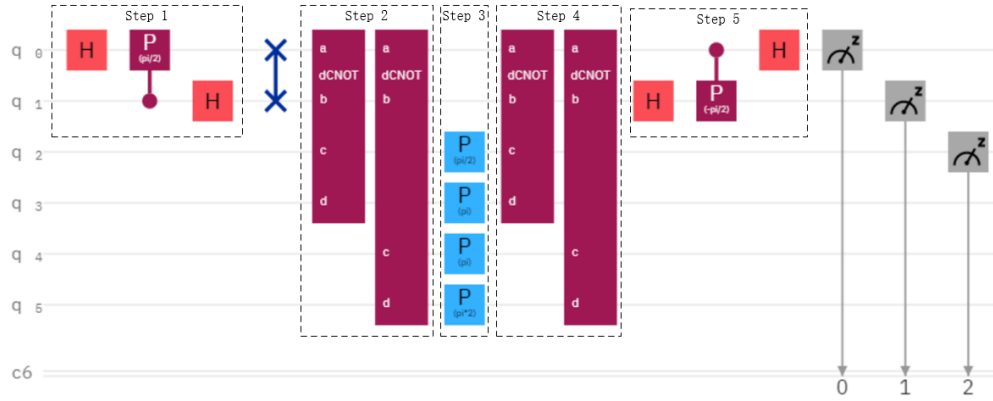 Step 1 Step 2 Step 3 Step 4 Step 5
q 0 H P (pi/2) a a a a H z
dCNOT dCNOT dCNOT dCNOT
q 1 H b b b b H P (-pi/2) z
q 2 c P (pi/2) c z
q 3 d P (pi) d
q 4 c P (pi) c
q 5 d P (pi*2) d
c6
0 1 2